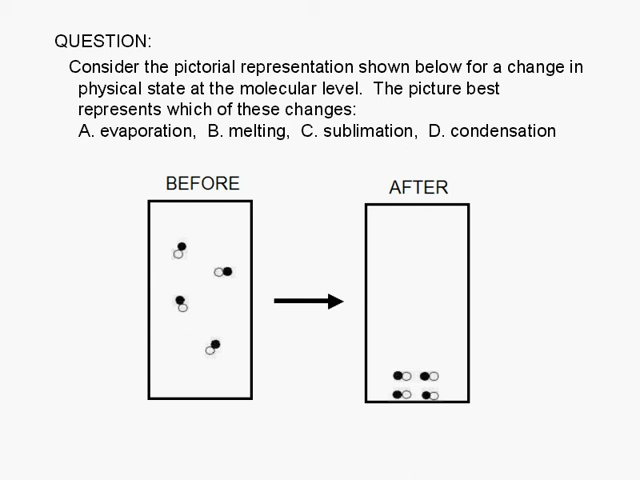 QUESTION:
Consider the pictorial representation shown below for a change in
physical state at the molecular level. The picture best
represents which of these changes:
A. evaporation, B. melting, C. sublimation, D. condensation
BEFORE
AFTER